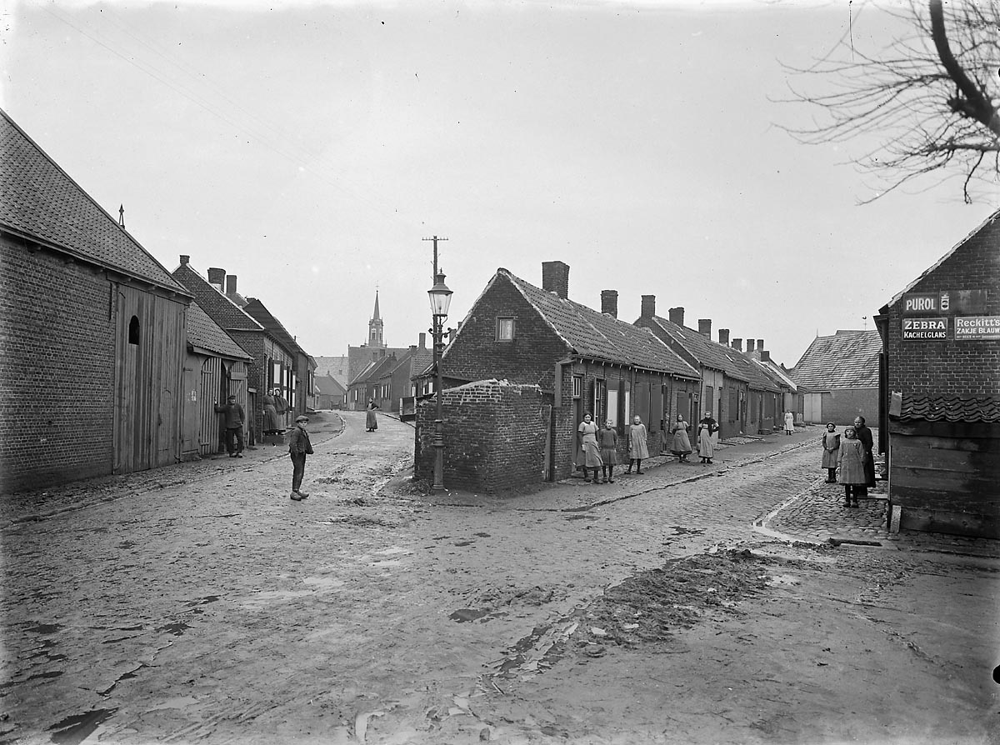 PUROL
ZEBRA
KACHELGLANS
Reckitt's
ZAKJE BLAUW